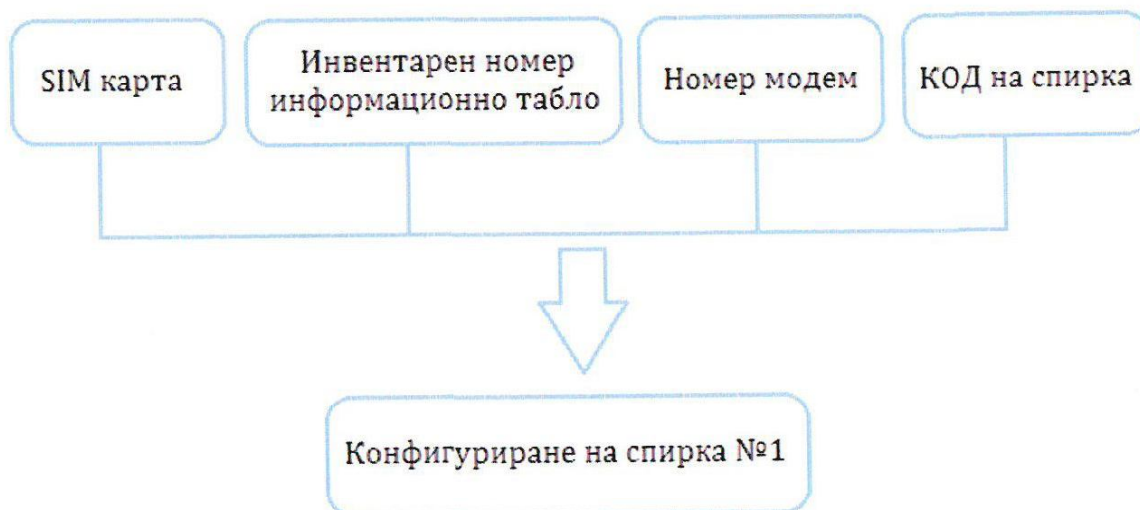 SIM карта
Инвентарен номер
информационно табло
Номер модем
КОД на спирка
Конфигуриране на спирка №1